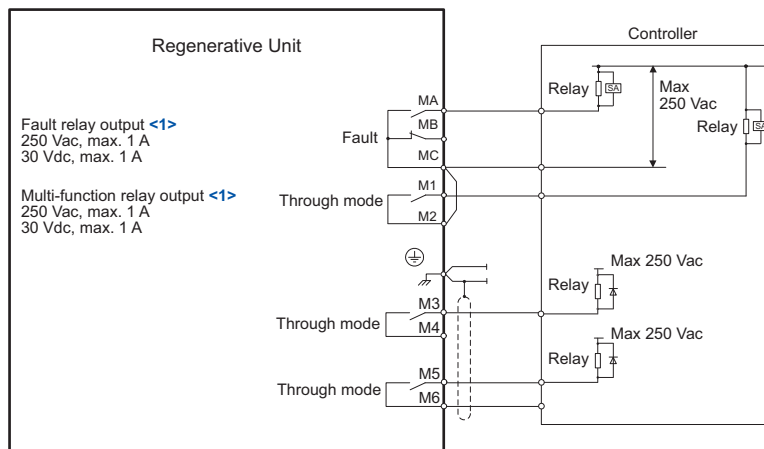 Regenerative Unit
Controller
Fault relay output <1>
250 Vac, max. 1 A
30 Vdc, max. 1 A
Multi-function relay output <1>
250 Vac, max. 1 A
30 Vdc, max. 1 A
Fault
MA
MB
MC
Through mode
M1
M2
Through mode
M3
M4
Through mode
M5
M6
Relay
SA
Max
250 Vac
Relay
SA
Max 250 Vac
Relay
Max 250 Vac
Relay